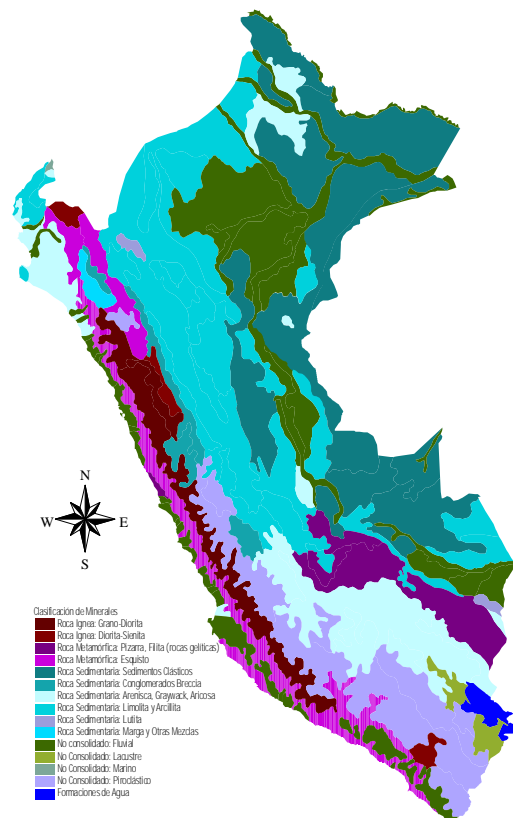 N
W E
S
Clasificación de Minerales
Roca Ignea: Grano-Diorita
Roca Ignea: Diorita-Sienita
Roca Metamórfica: Pizarra, Filita (rocas gelíticas)
Roca Metamórfica: Esquisto
Roca Sedimentaria: Sedimentos Clásticos
Roca Sedimentaria: Conglomerados Breccia
Roca Sedimentaria: Arenisca, Graywack, Aricosa
Roca Sedimentaria: Limolita y Arcillita
Roca Sedimentaria: Lutita
Roca Sedimentaria: Marga y Otras Mezclas
No consolidado: Fluvial
No Consolidado: Lacustre
No Consolidado: Marino
No Consolidado: Piroclástico
Formaciones de Agua